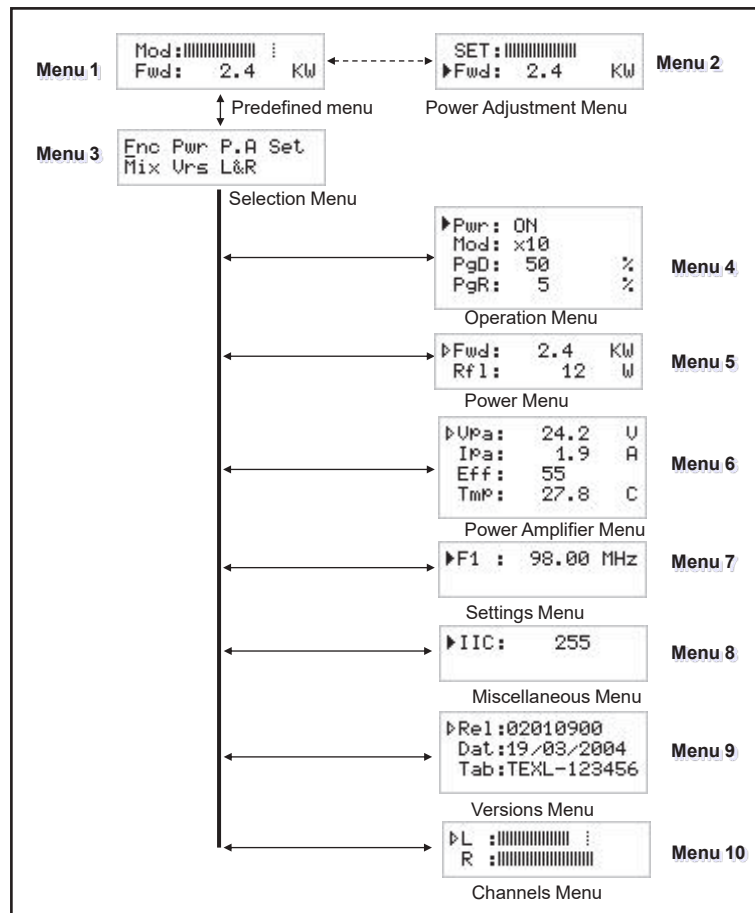 Menu 1
Mod:
Fwd: 2.4 KW
SET:
Fwd: 2.4 KW
Menu 2
Predefined menu
Power Adjustment Menu
Menu 3
Fnc Pwr P.A Set
Mix Vrs L&R
Selection Menu
Pwr: ON
Mod: x10
PgD: 50 %
PgR: 5 %
Menu 4
Operation Menu
Fwd: 2.4 KW
Rfl: 12 W
Menu 5
Power Menu
Vpa: 24.2 V
Ipa: 1.9 A
Eff: 55
Tmp: 27.8 C
Menu 6
Power Amplifier Menu
F1 : 98.00 MHz
Menu 7
Settings Menu
IIC: 255
Menu 8
Miscellaneous Menu
Rel:02010900
Dat:19/03/2004
Tab:TEXL-123456
Menu 9
Versions Menu
L :
R :
Menu 10
Channels Menu